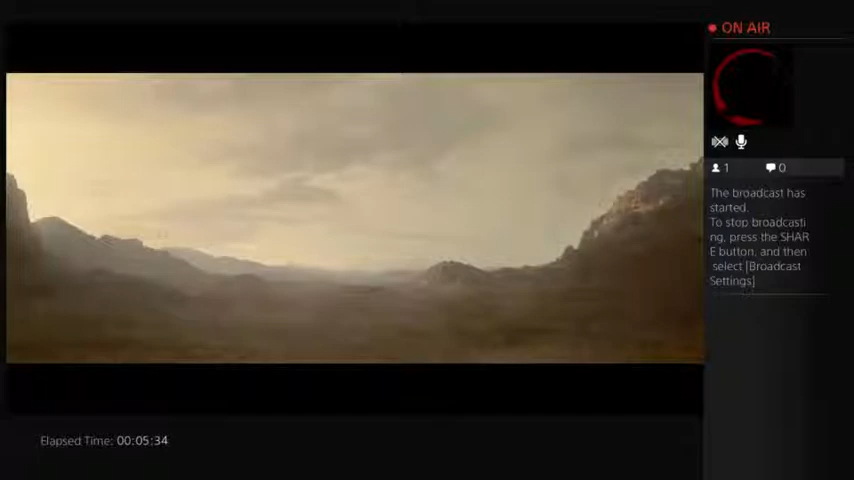 ON AIR
1 0
The broadcast has
started.
To stop broadcasti
ng, press the SHAR
E button, and then
select [Broadcast
Settings]
Elapsed Time: 00:05:34